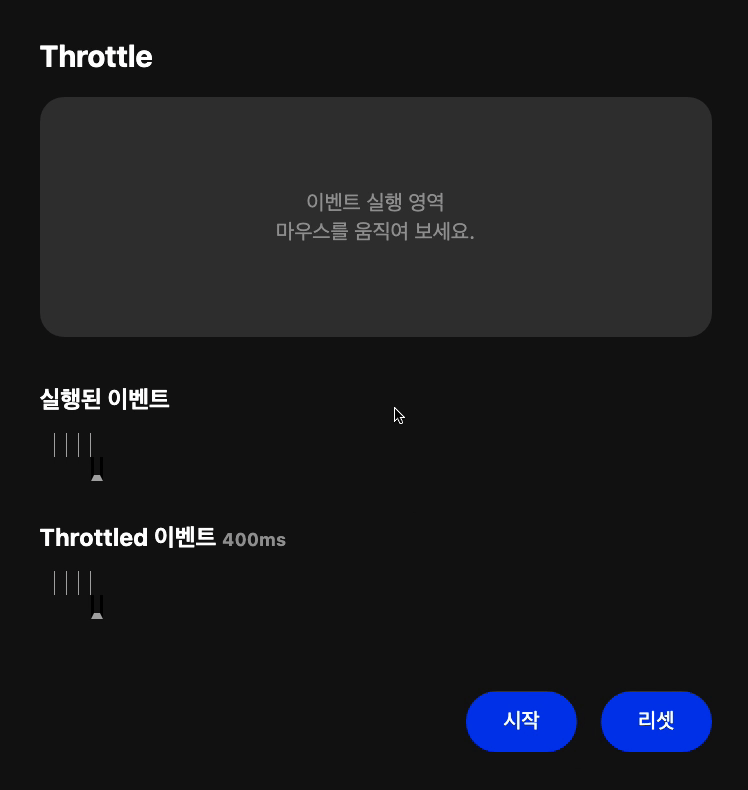 Throttle
이벤트 실행 영역
마우스를 움직여 보세요.
실행된 이벤트
Throttled 이벤트 400ms
시작
리셋